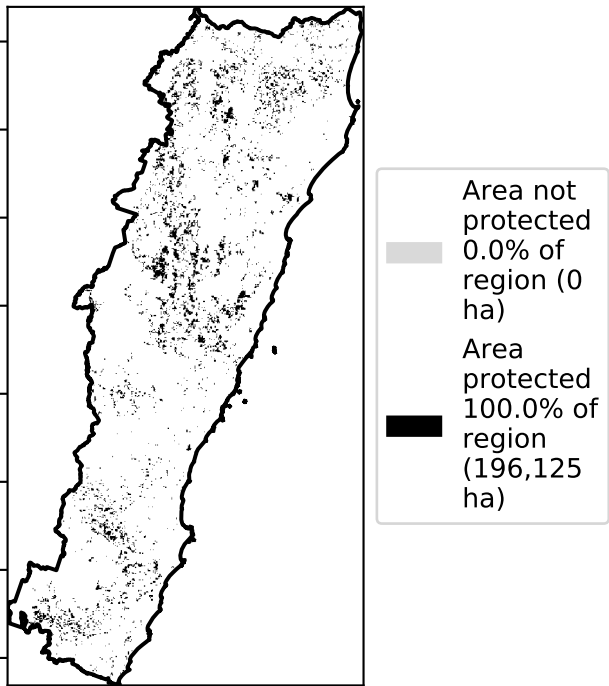 Area not
protected
0.0% of
region (0
ha)
Area
protected
100.0% of
region
(196,125
ha)